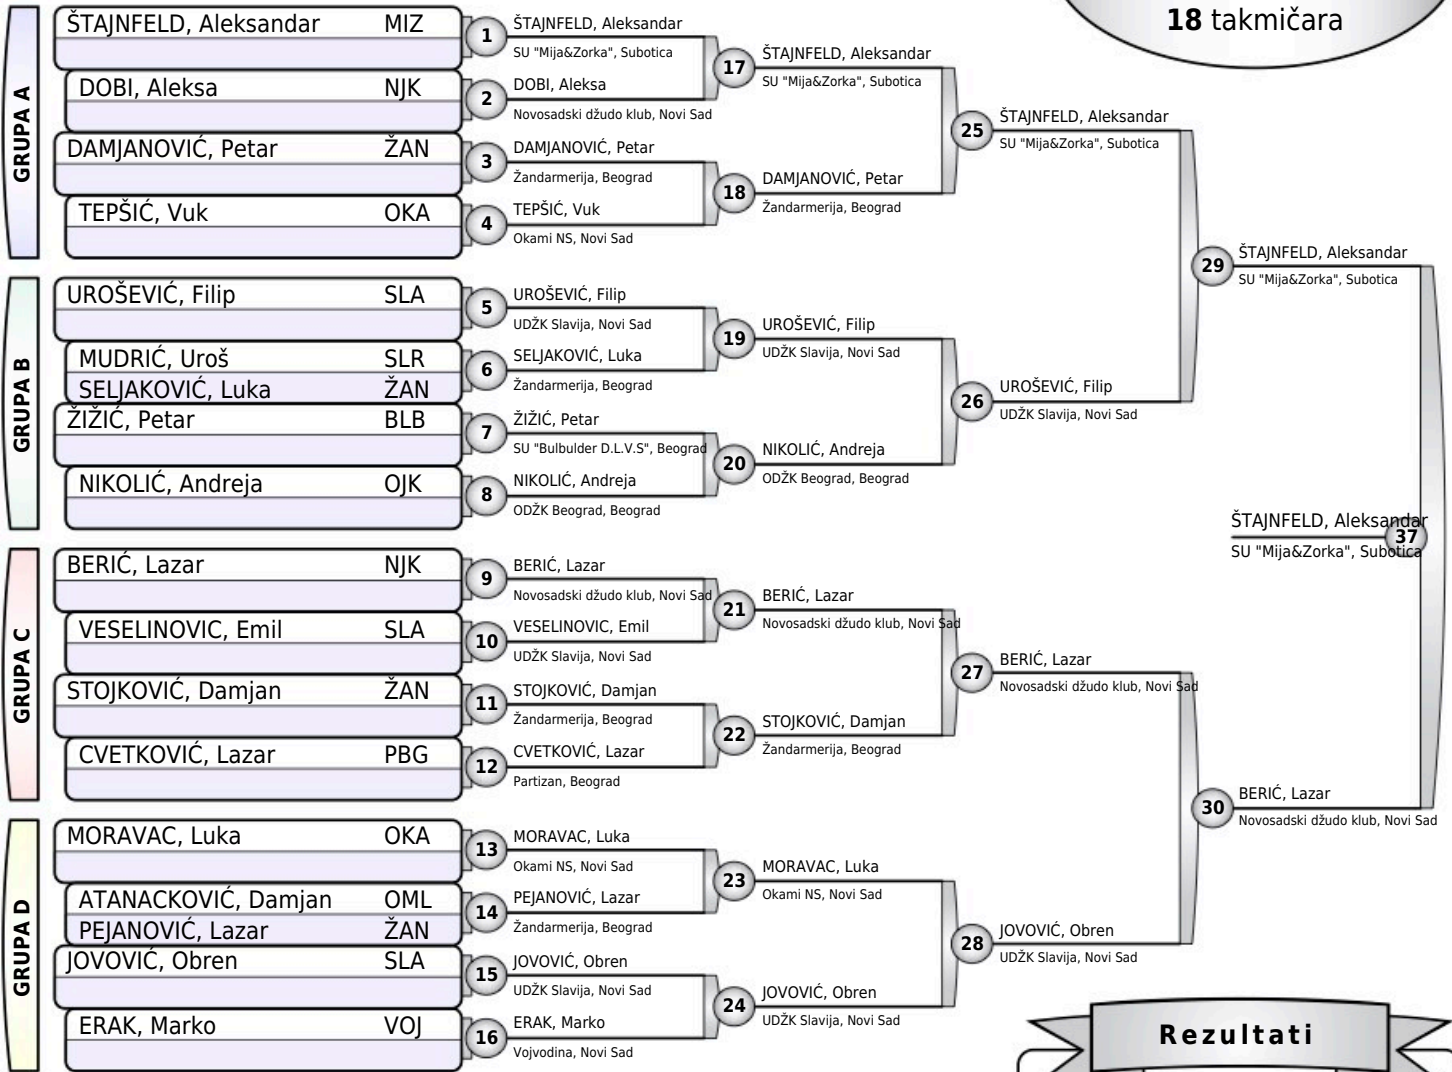 18 takmičara
GRUPA A
ŠTAJNFELD, Aleksandar MIZ
DOBI, Aleksa NJK
DAMJANOVIĆ, Petar ŽAN
TEPŠIĆ, Vuk OKA
GRUPA B
UROŠEVIĆ, Filip SLA
MUDRIĆ, Uroš SLR
SELJAKOVIĆ, Luka ŽAN
ŽIŽIĆ, Petar BLB
NIKOLIĆ, Andreja OJK
GRUPA C
BERIĆ, Lazar NJK
VESELINOVIC, Emil SLA
STOJKOVIĆ, Damjan ŽAN
CVETKOVIĆ, Lazar PBG
GRUPA D
MORAVAC, Luka OKA
ATANACKOVIĆ, Damjan OML
PEJANOVIĆ, Lazar ŽAN
JOVOVIĆ, Obren SLA
ERAK, Marko VOJ
1 ŠTAJNFELD, Aleksandar
SU "Mija&Zorka", Subotica
2 DOBI, Aleksa
Novosadski džudo klub, Novi Sad
3 DAMJANOVIĆ, Petar
Žandarmerija, Beograd
4 TEPŠIĆ, Vuk
Okami NS, Novi Sad
5 UROŠEVIĆ, Filip
UDŽK Slavija, Novi Sad
6 SELJAKOVIĆ, Luka
Žandarmerija, Beograd
7 ŽIŽIĆ, Petar
SU "Bulbulder D.L.V.S", Beograd
8 NIKOLIĆ, Andreja
ODŽK Beograd, Beograd
9 BERIĆ, Lazar
Novosadski džudo klub, Novi Sad
10 VESELINOVIC, Emil
UDŽK Slavija, Novi Sad
11 STOJKOVIĆ, Damjan
Žandarmerija, Beograd
12 CVETKOVIĆ, Lazar
Partizan, Beograd
13 MORAVAC, Luka
Okami NS, Novi Sad
14 PEJANOVIĆ, Lazar
Žandarmerija, Beograd
15 JOVOVIĆ, Obren
UDŽK Slavija, Novi Sad
16 ERAK, Marko
Vojvodina, Novi Sad
17 ŠTAJNFELD, Aleksandar
SU "Mija&Zorka", Subotica
18 DAMJANOVIĆ, Petar
Žandarmerija, Beograd
19 UROŠEVIĆ, Filip
UDŽK Slavija, Novi Sad
20 NIKOLIĆ, Andreja
ODŽK Beograd, Beograd
21 BERIĆ, Lazar
Novosadski džudo klub, Novi Sad
22 STOJKOVIĆ, Damjan
Žandarmerija, Beograd
23 MORAVAC, Luka
Okami NS, Novi Sad
24 JOVOVIĆ, Obren
UDŽK Slavija, Novi Sad
25 ŠTAJNFELD, Aleksandar
SU "Mija&Zorka", Subotica
26 UROŠEVIĆ, Filip
UDŽK Slavija, Novi Sad
27 BERIĆ, Lazar
Novosadski džudo klub, Novi Sad
28 JOVOVIĆ, Obren
UDŽK Slavija, Novi Sad
29 ŠTAJNFELD, Aleksandar
SU "Mija&Zorka", Subotica
30 BERIĆ, Lazar
Novosadski džudo klub, Novi Sad
ŠTAJNFELD, Aleksandar
37
SU "Mija&Zorka", Subotica
Rezultati